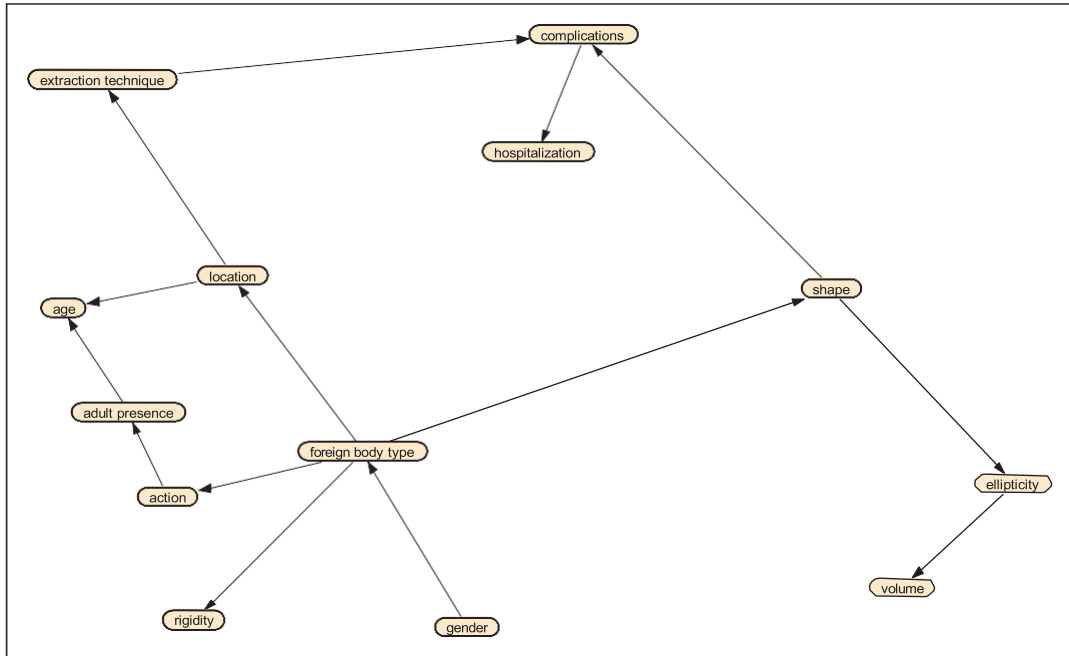 complications
extraction technique
hospitalization
location
shape
age
adult presence
foreign body type
ellipticity
action
volume
rigidity
gender